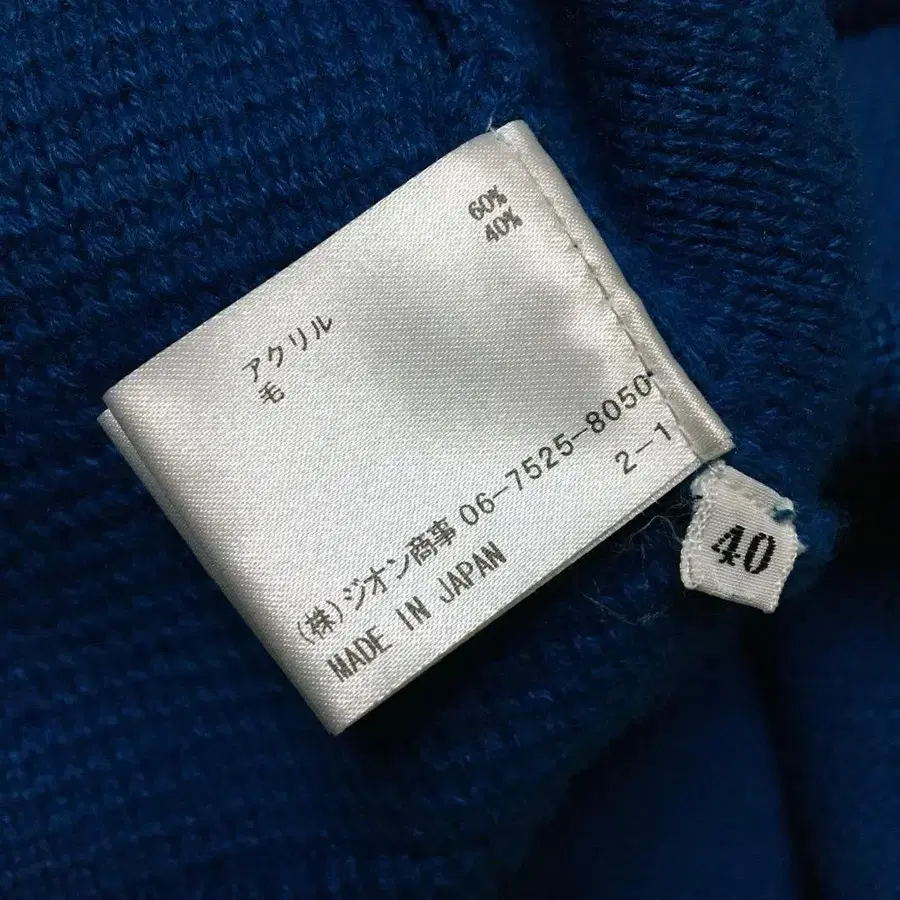 アクリル 60%
毛 40%
(株)ジオン商事 06-7525-8050
MADE IN JAPAN 2-1
40